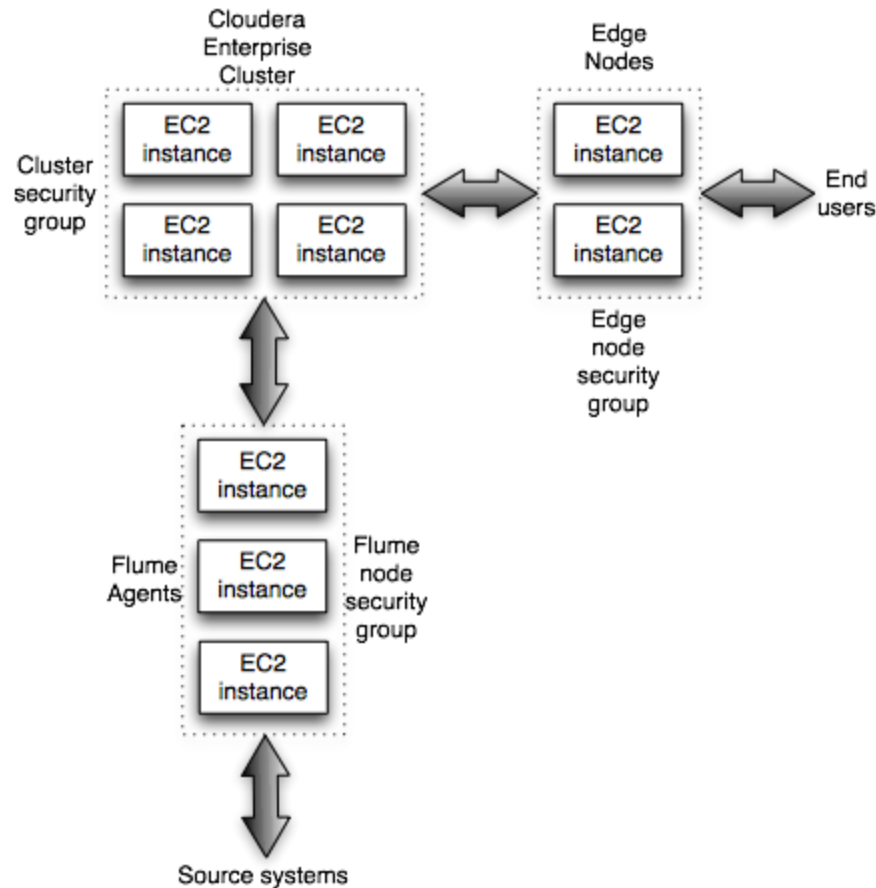 Cloudera
Enterprise
Cluster
Edge
Nodes
EC2
instance
EC2
instance
EC2
instance
Cluster
security
group
End
users
EC2
instance
EC2
instance
EC2
instance
Edge
node
security
group
EC2
instance
Flume
Agents
EC2
instance
Flume
node
security
group
EC2
instance
Source systems